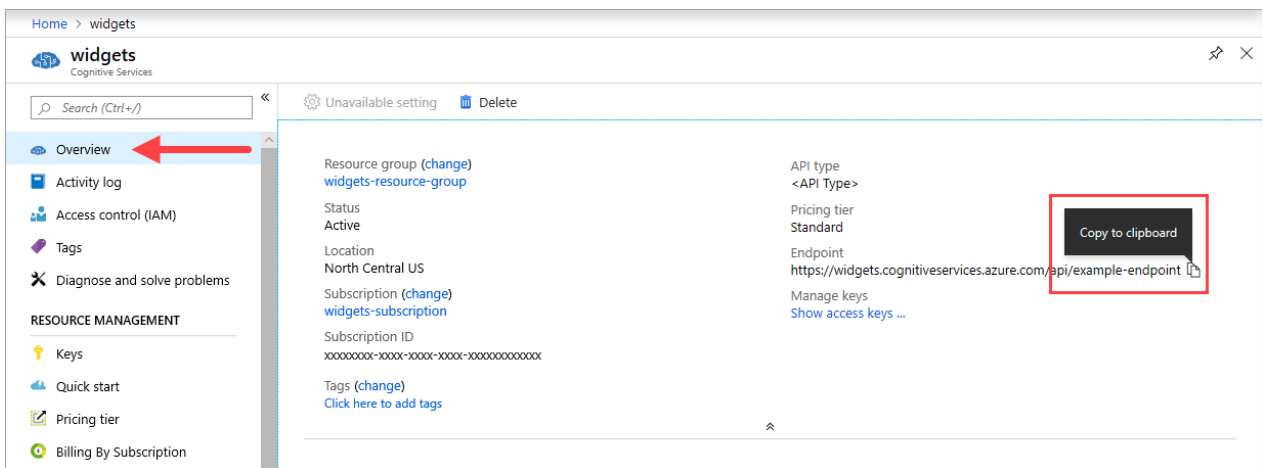 Home > widgets
widgets
Cognitive Services
Search (Ctrl+/)
«
Overview
Activity log
Access control (IAM)
Tags
Diagnose and solve problems
RESOURCE MANAGEMENT
Keys
Quick start
Pricing tier
Billing By Subscription
Unavailable setting
Delete
Resource group (change)
widgets-resource-group
Status
Active
Location
North Central US
Subscription (change)
widgets-subscription
Subscription ID
xxxxxxxx-xxxx-xxxx-xxxx-xxxxxxxxxxxx
Tags (change)
Click here to add tags
API type
<API Type>
Pricing tier
Standard
Copy to clipboard
Endpoint
https://widgets.cognitiveservices.azure.com/api/example-endpoint
Manage keys
Show access keys ...